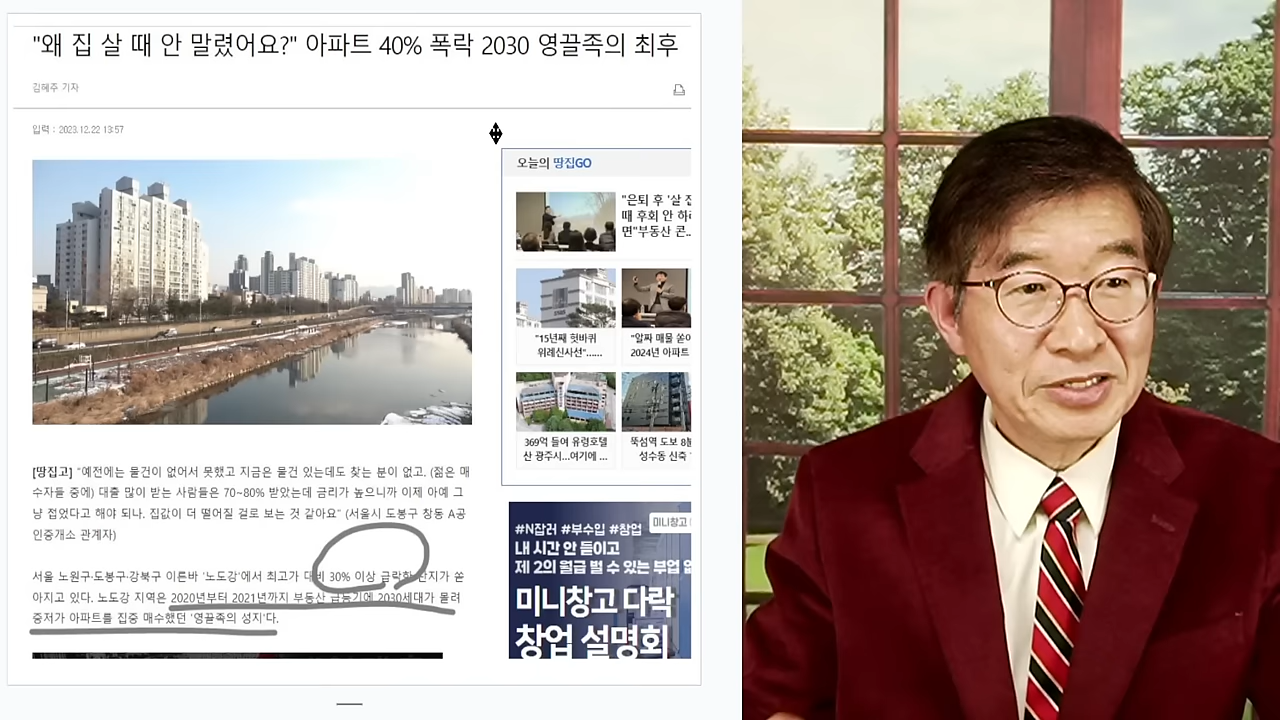 "왜 집 살 때 안 말렸어요?" 아파트 40% 폭락 2030 영끌족의 최후
김혜주 기자
입력 : 2023.12.22 13:57
오늘의 땅집GO
"은퇴 후 '살 집
때 후회 안 하려
면"부동산 콘..
"15년째 헛바퀴
위례신사선"......
"알짜 매물 쏟아
2024년 아파트
369억 들여 유령호텔
산 광주시...여기에 ...
뚝섬역 도보 8분
성수동 신축
[땅집고] "예전에는 물건이 없어서 못했고 지금은 물건 있는데도 찾는 분이 없고. (젊은 매
수자들 중에) 대출 많이 받는 사람들은 70~80% 받았는데 금리가 높으니까 이제 아예 그
냥 접었다고 해야 되나. 집값이 더 떨어질 걸로 보는 것 같아요" (서울시 도봉구 창동 A공
인중개소 관계자)
서울 노원구·도봉구·강북구 이른바 '노도강'에서 최고가 대비 30% 이상 급락한 단지가 쏟
아지고 있다. 노도강 지역은 2020년부터 2021년까지 부동산 급등기에 2030세대가 몰려
중저가 아파트를 집중 매수했던 '영끌족의 성지'다.
#N잡러 #부수입 #창업
미니창고
내 시간 안 들이고
제 2의 월급 벌 수 있는 부업
미니창고 다락
창업 설명회